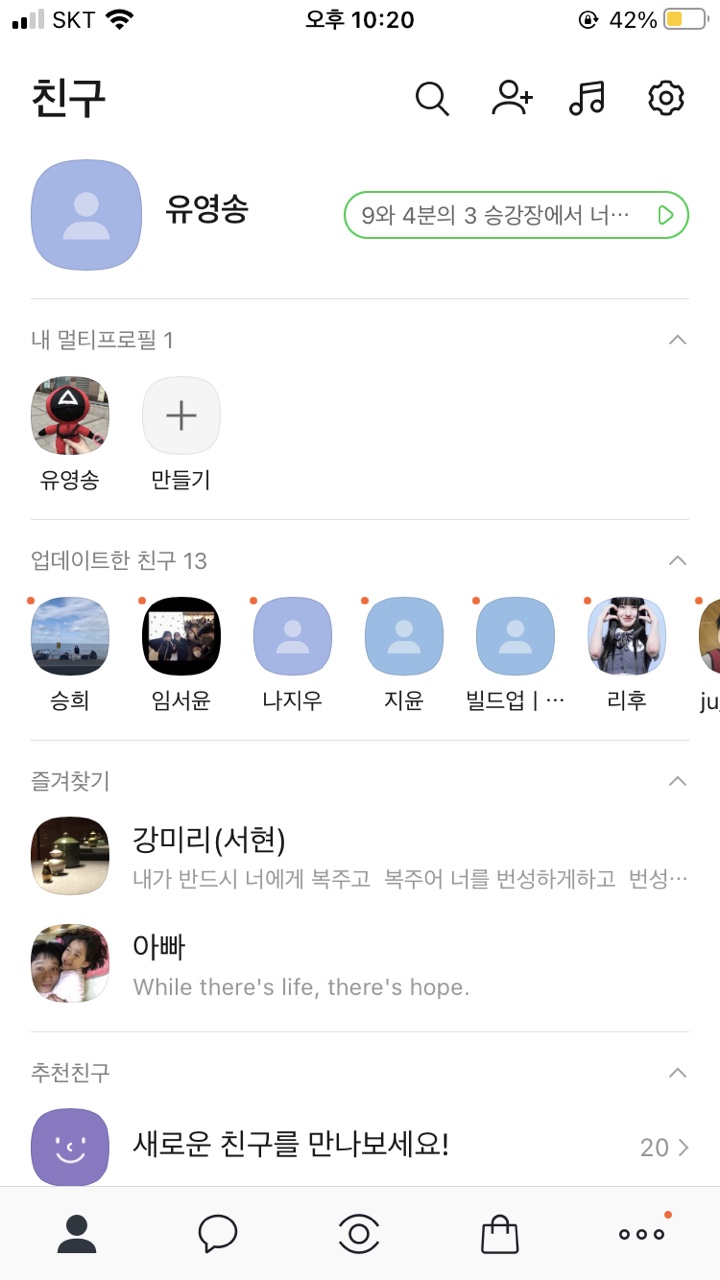 SKT 오후 10:20 42%
친구
유영송
9와 4분의 3 승강장에서 너…
내 멀티프로필 1
유영송 만들기
업데이트한 친구 13
승희 임서윤 나지우 지윤 빌드업 | … 리후 ju
즐겨찾기
강미리(서현)
내가 반드시 너에게 복주고 복주어 너를 번성하게하고 번성…
아빠
While there's life, there's hope.
추천친구
새로운 친구를 만나보세요!
20